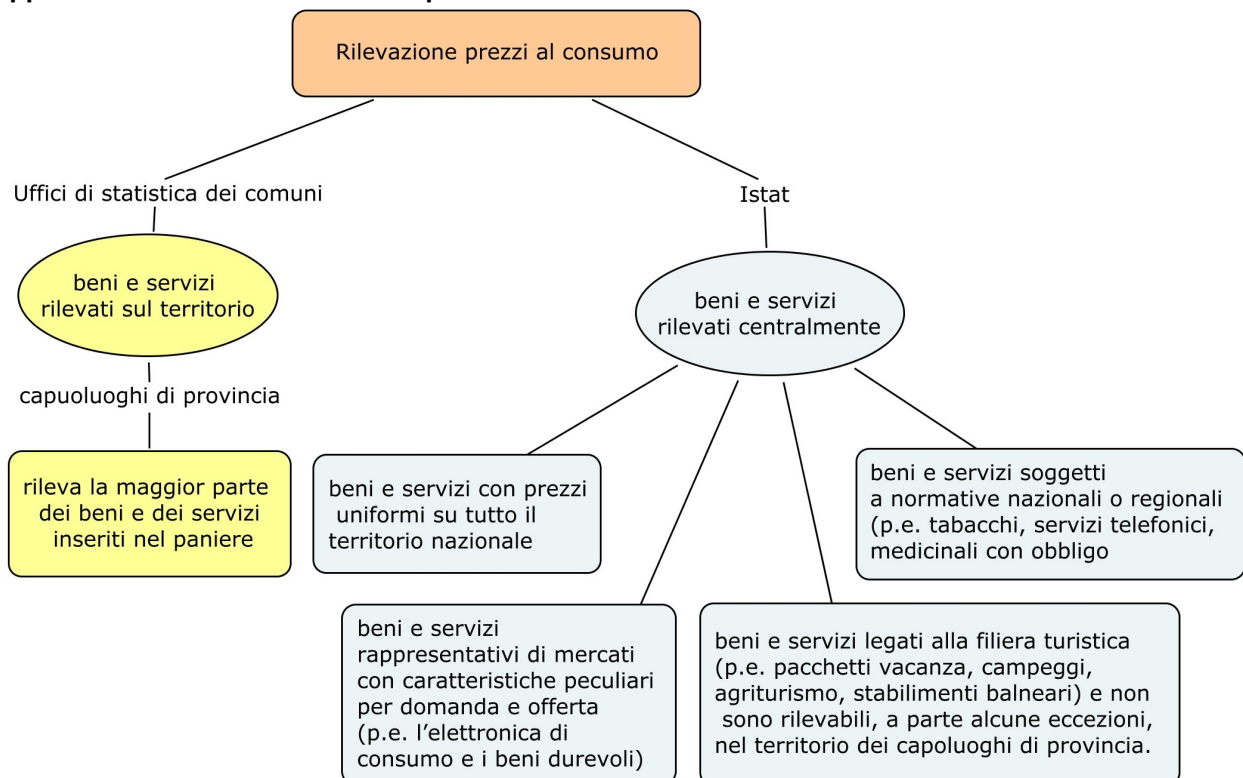 Rilevazione prezzi al consumo
Uffici di statistica dei comuni
Istat
beni e servizi
rilevati sul territorio
beni e servizi
rilevati centralmente
capuoluoghi di provincia
rileva la maggior parte
dei beni e dei servizi
inseriti nel paniere
beni e servizi con prezzi
uniformi su tutto il
territorio nazionale
beni e servizi soggetti
a normative nazionali o regionali
(p.e. tabacchi, servizi telefonici,
medicinali con obbligo
beni e servizi
rappresentativi di mercati
con caratteristiche peculiari
per domanda e offerta
(p.e. l'elettronica di
consumo e i beni durevoli)
beni e servizi legati alla filiera turistica
(p.e. pacchetti vacanza, campeggi,
agriturismo, stabilimenti balneari) e non
sono rilevabili, a parte alcune eccezioni,
nel territorio dei capoluoghi di provincia.